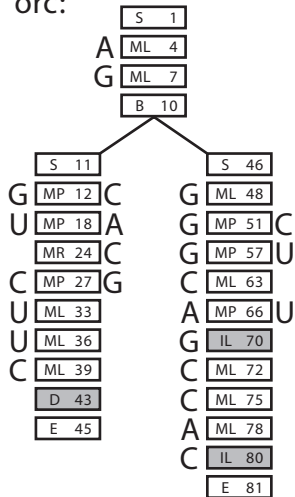 orc:
S 1
A ML 4
G ML 7
B 10
S 11
G MP 12 C
U MP 18 A
MR 24 C
C MP 27 G
U ML 33
U ML 36
C ML 39
D 43
E 45
S 46
G ML 48
G MP 51 C
G MP 57 U
C ML 63
A MP 66 U
G IL 70
C ML 72
C ML 75
A ML 78
C IL 80
E 81